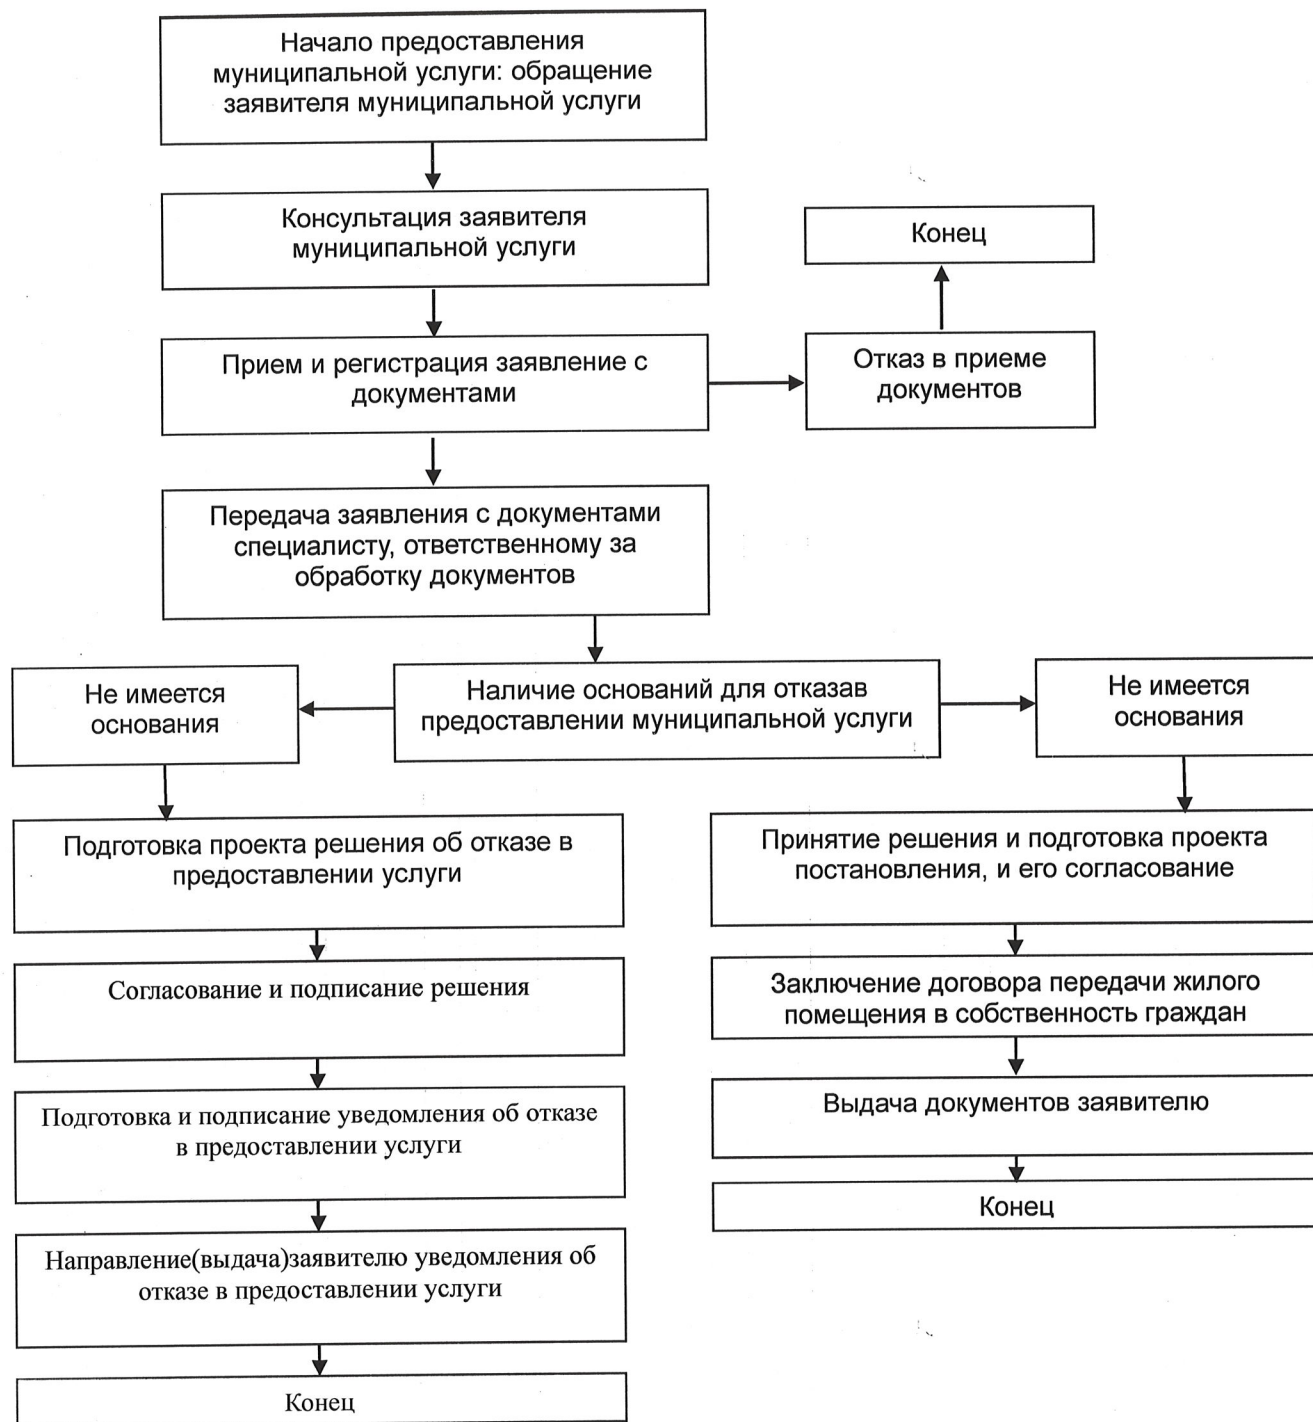 Начало предоставления
муниципальной услуги: обращение
заявителя муниципальной услуги
Консультация заявителя
муниципальной услуги
Конец
Прием и регистрация заявление с
документами
Отказ в приеме
документов
Передача заявления с документами
специалисту, ответственному за
обработку документов
Не имеется
основания
Наличие оснований для отказав
предоставлении муниципальной услуги
Не имеется
основания
Подготовка проекта решения об отказе в
предоставлении услуги
Согласование и подписание решения
Подготовка и подписание уведомления об отказе
в предоставлении услуги
Направление(выдача)заявителю уведомления об
отказе в предоставлении услуги
Конец
Принятие решения и подготовка проекта
постановления, и его согласование
Заключение договора передачи жилого
помещения в собственность граждан
Выдача документов заявителю
Конец